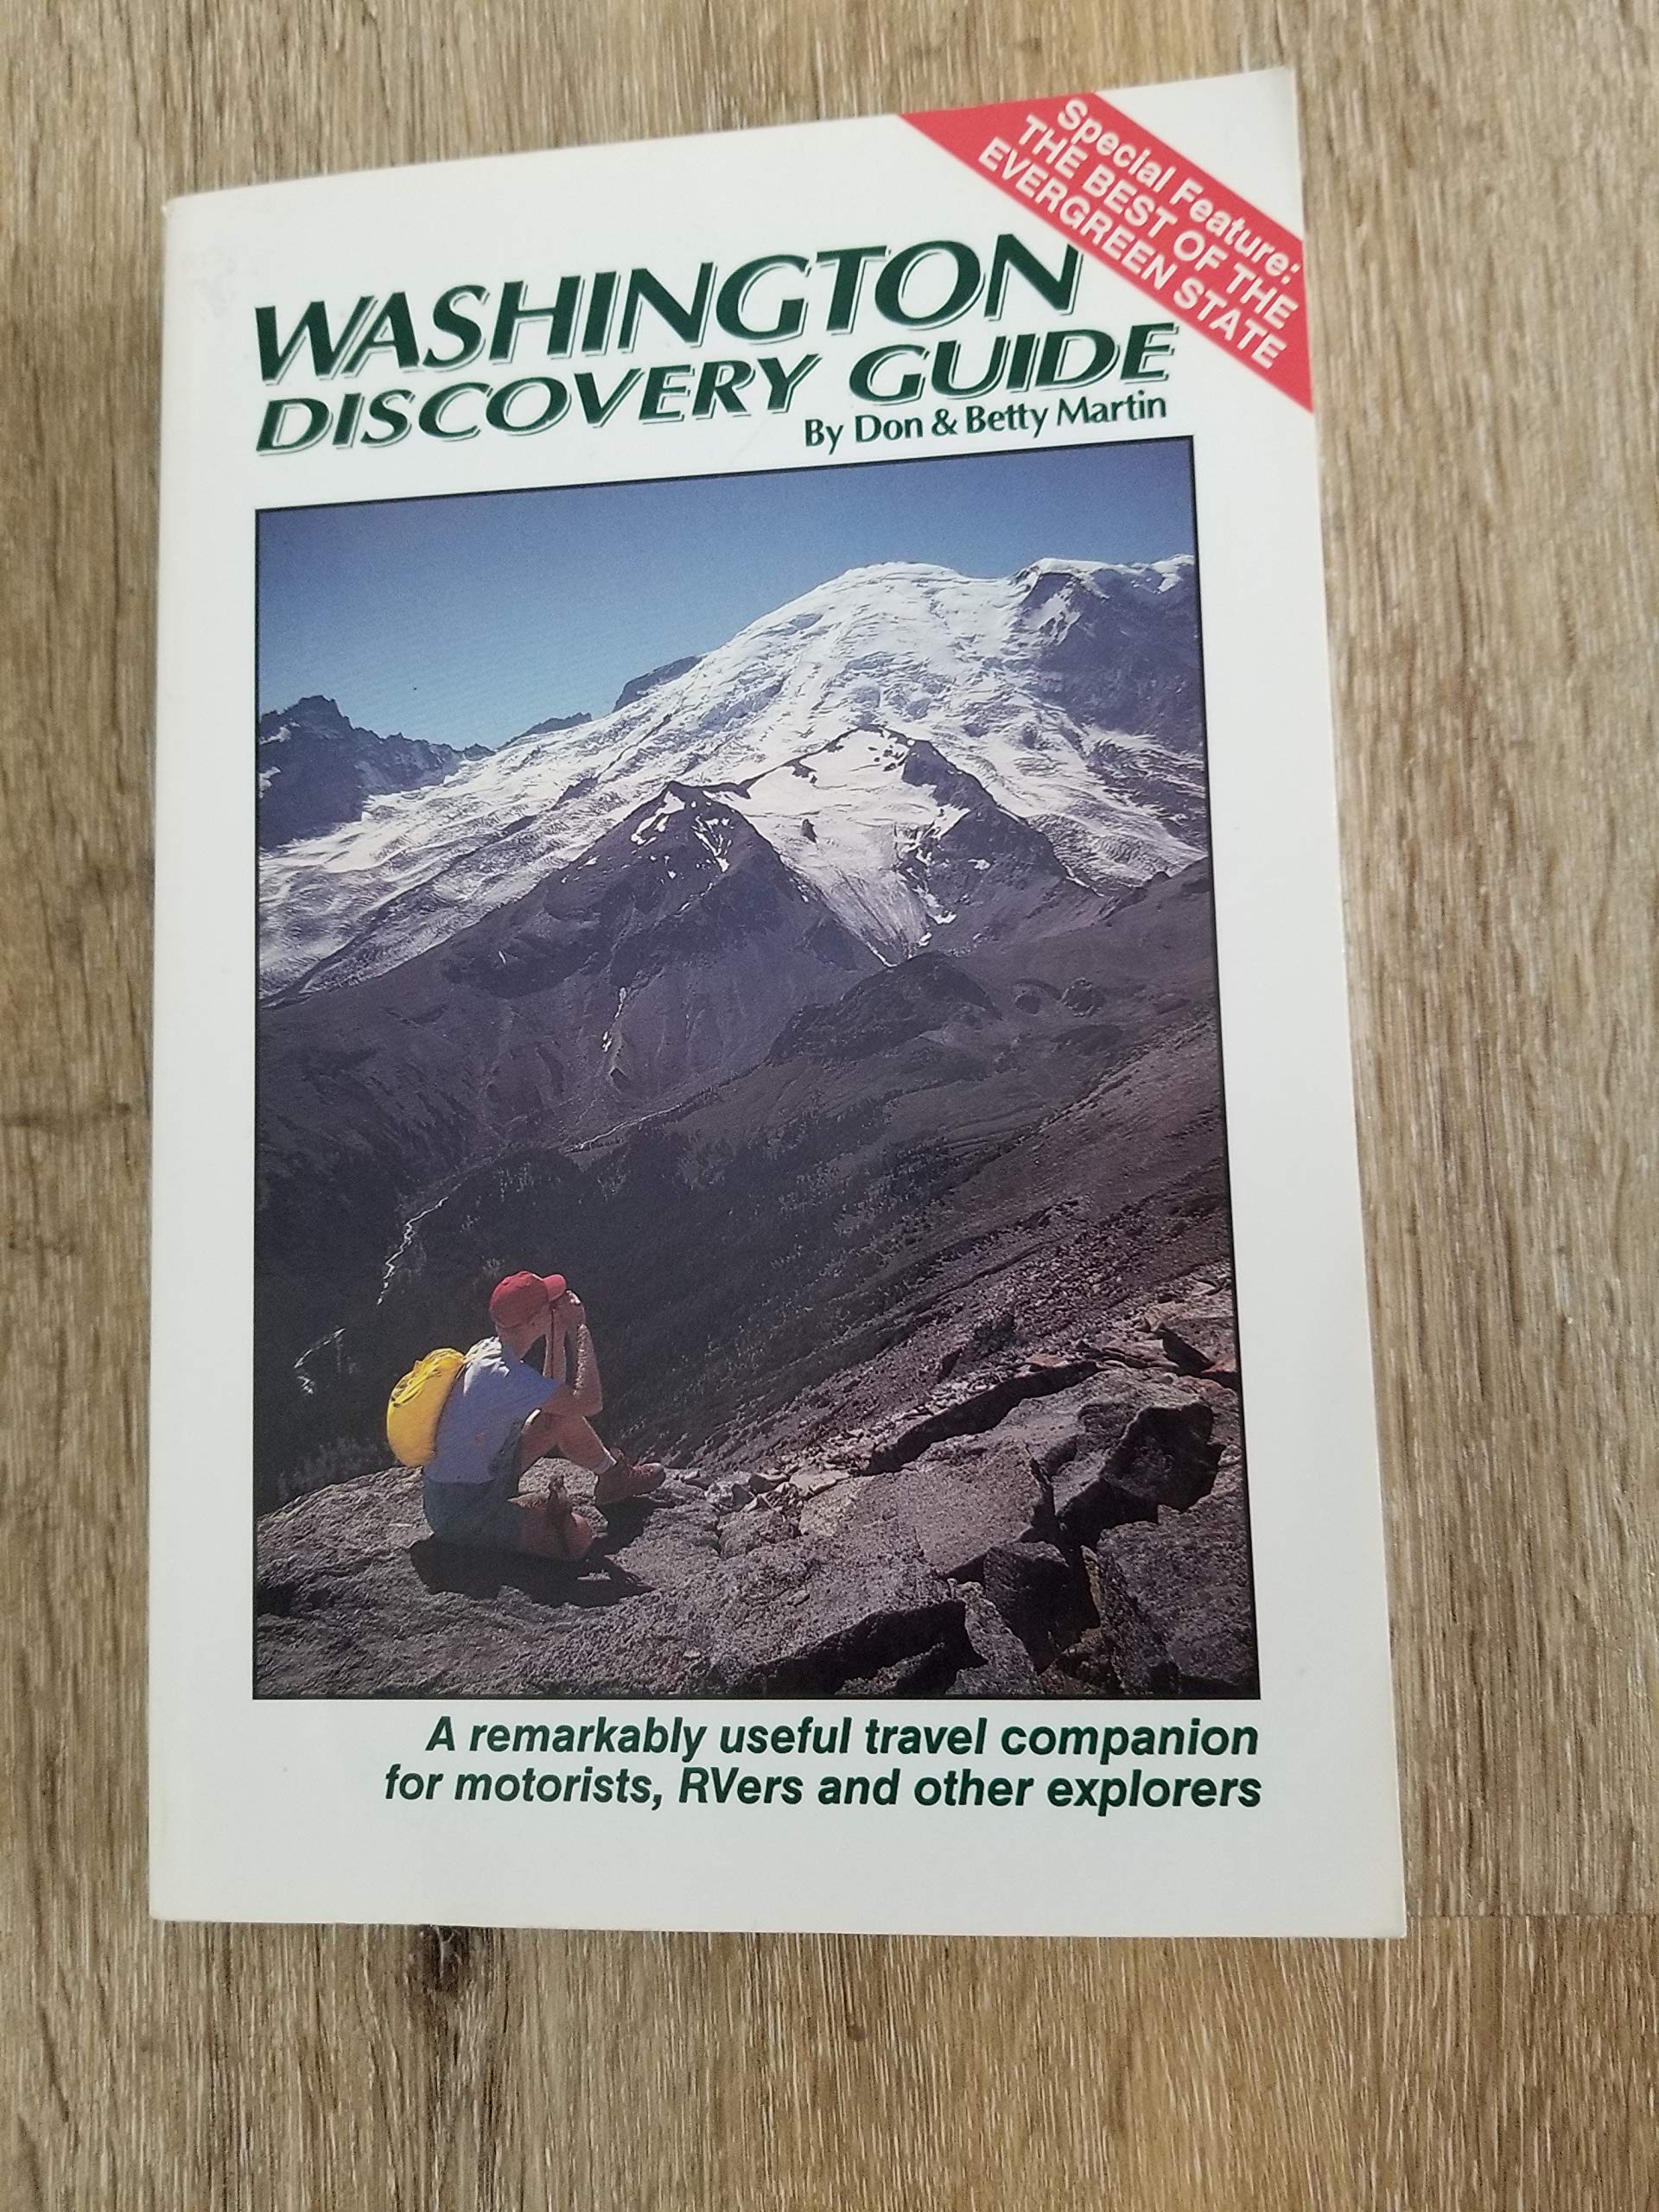 Special Feature:
THE BEST OF THE
EVERGREEN STATE
WASHINGTON
DISCOVERY GUIDE
By Don & Betty Martin
A remarkably useful travel companion
for motorists, RVers and other explorers